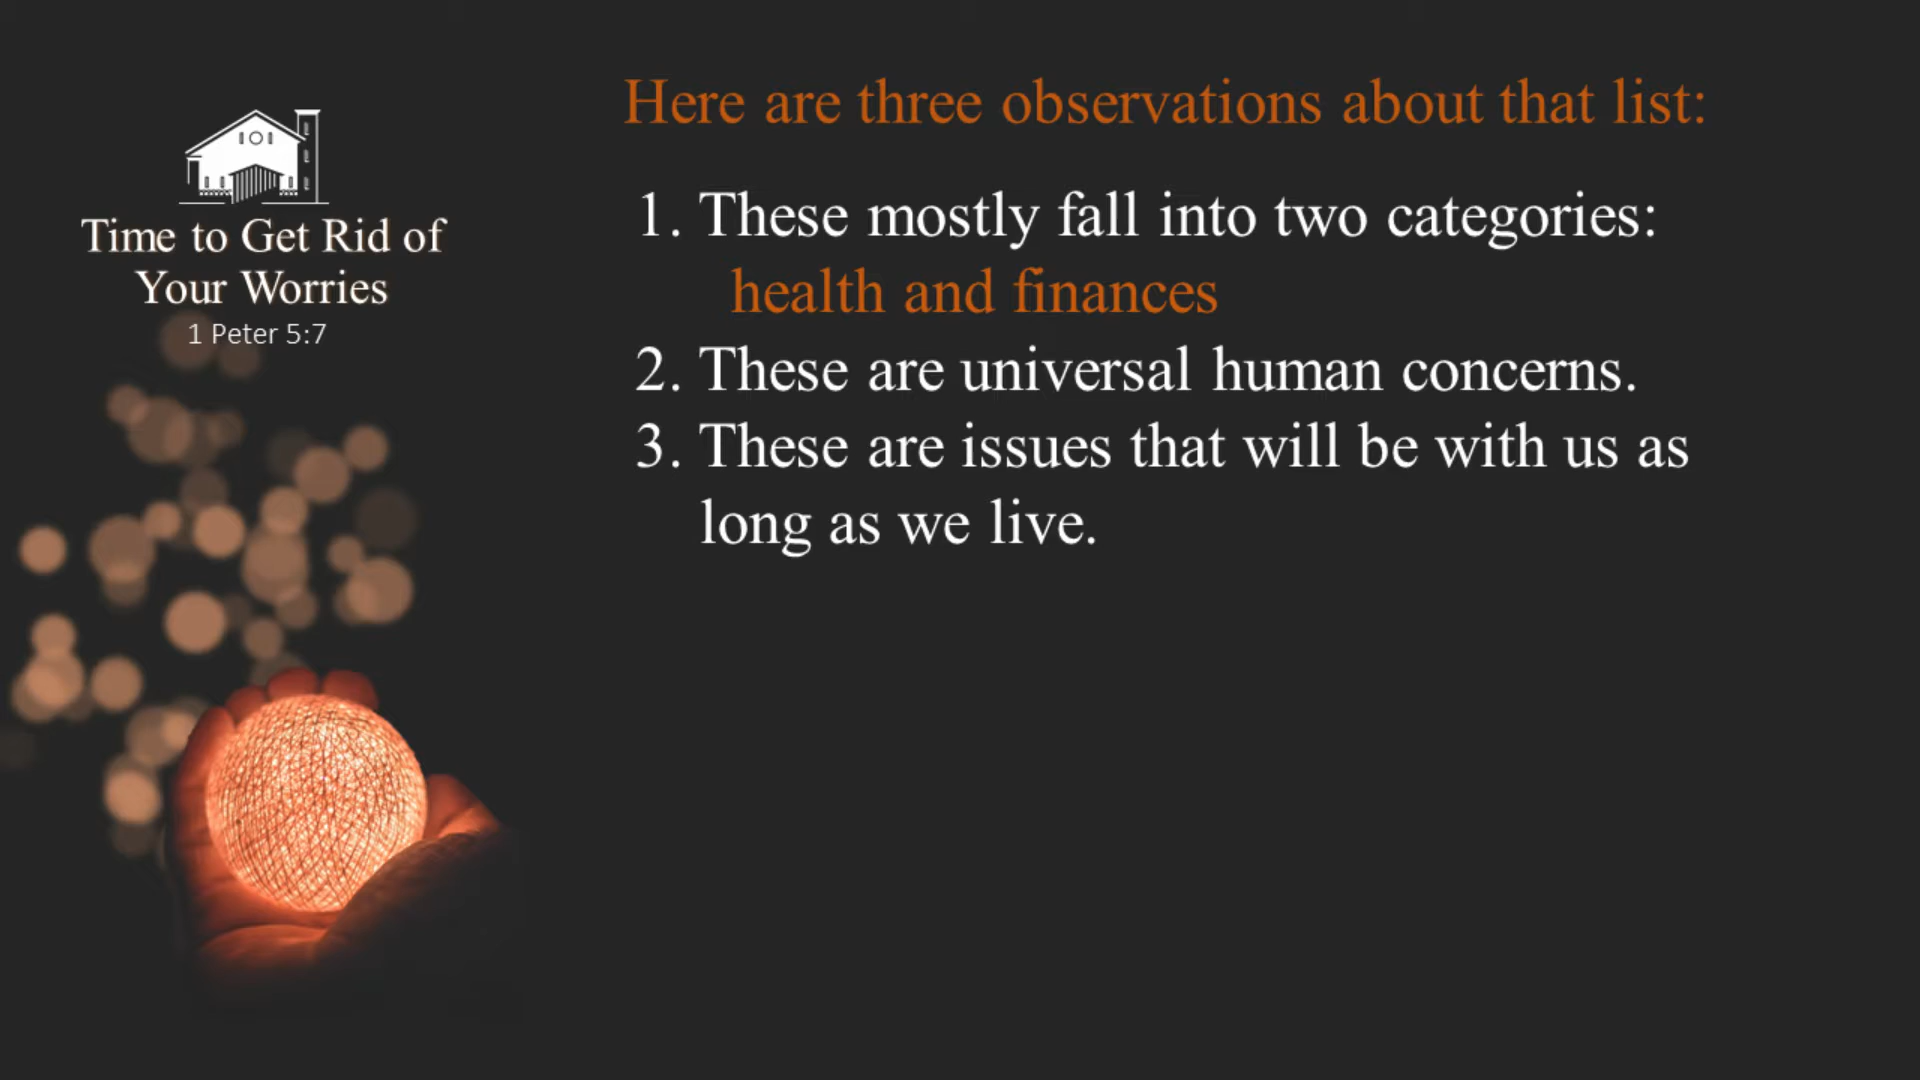 Time to Get Rid of
Your Worries
1 Peter 5:7
Here are three observations about that list:
1. These mostly fall into two categories:
health and finances
2. These are universal human concerns.
3. These are issues that will be with us as
long as we live.